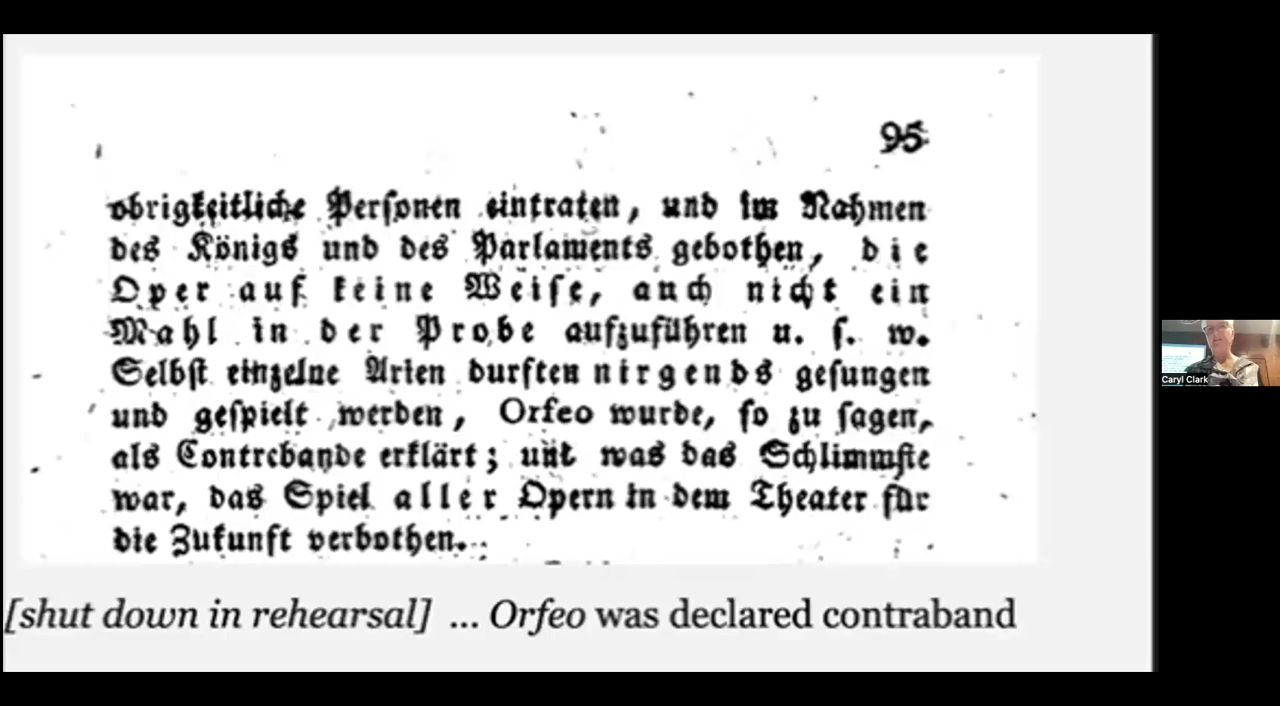 95
obrigkeitliche Personen eintraten, und im Nahmen
des Königs und des Parlaments gebothen, die
Oper auf keine Weise, auch nicht ein
Mahl in der Probe aufzuführen u. s. w.
Selbst einzelne Arien durften nirgends gesungen
und gespielt werden, Orfeo wurde, so zu sagen,
als Contrebande erklärt; unt was das Schlimmste
war, das Spiel aller Opern in dem Theater für
die Zukunft verbothen.
[shut down in rehearsal] ... Orfeo was declared contraband
Caryl Clark